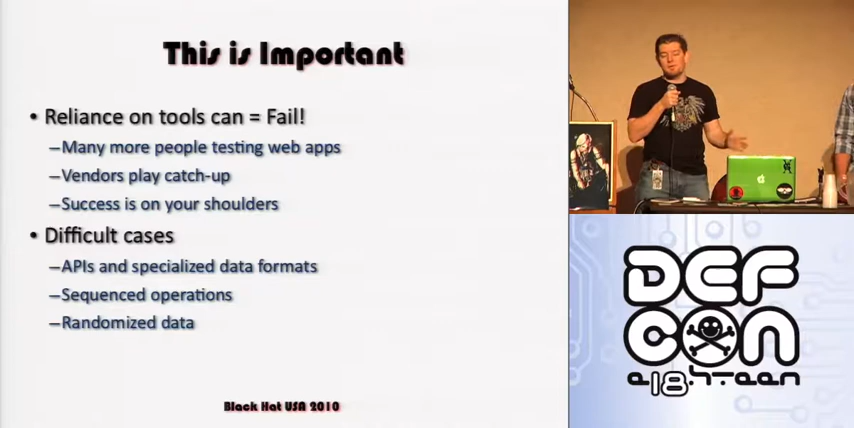 This is Important
• Reliance on tools can = Fail!
–Many more people testing web apps
–Vendors play catch-up
–Success is on your shoulders
• Difficult cases
–APIs and specialized data formats
–Sequenced operations
–Randomized data
Black Hat USA 2010
DEF
CON
e18h-teen